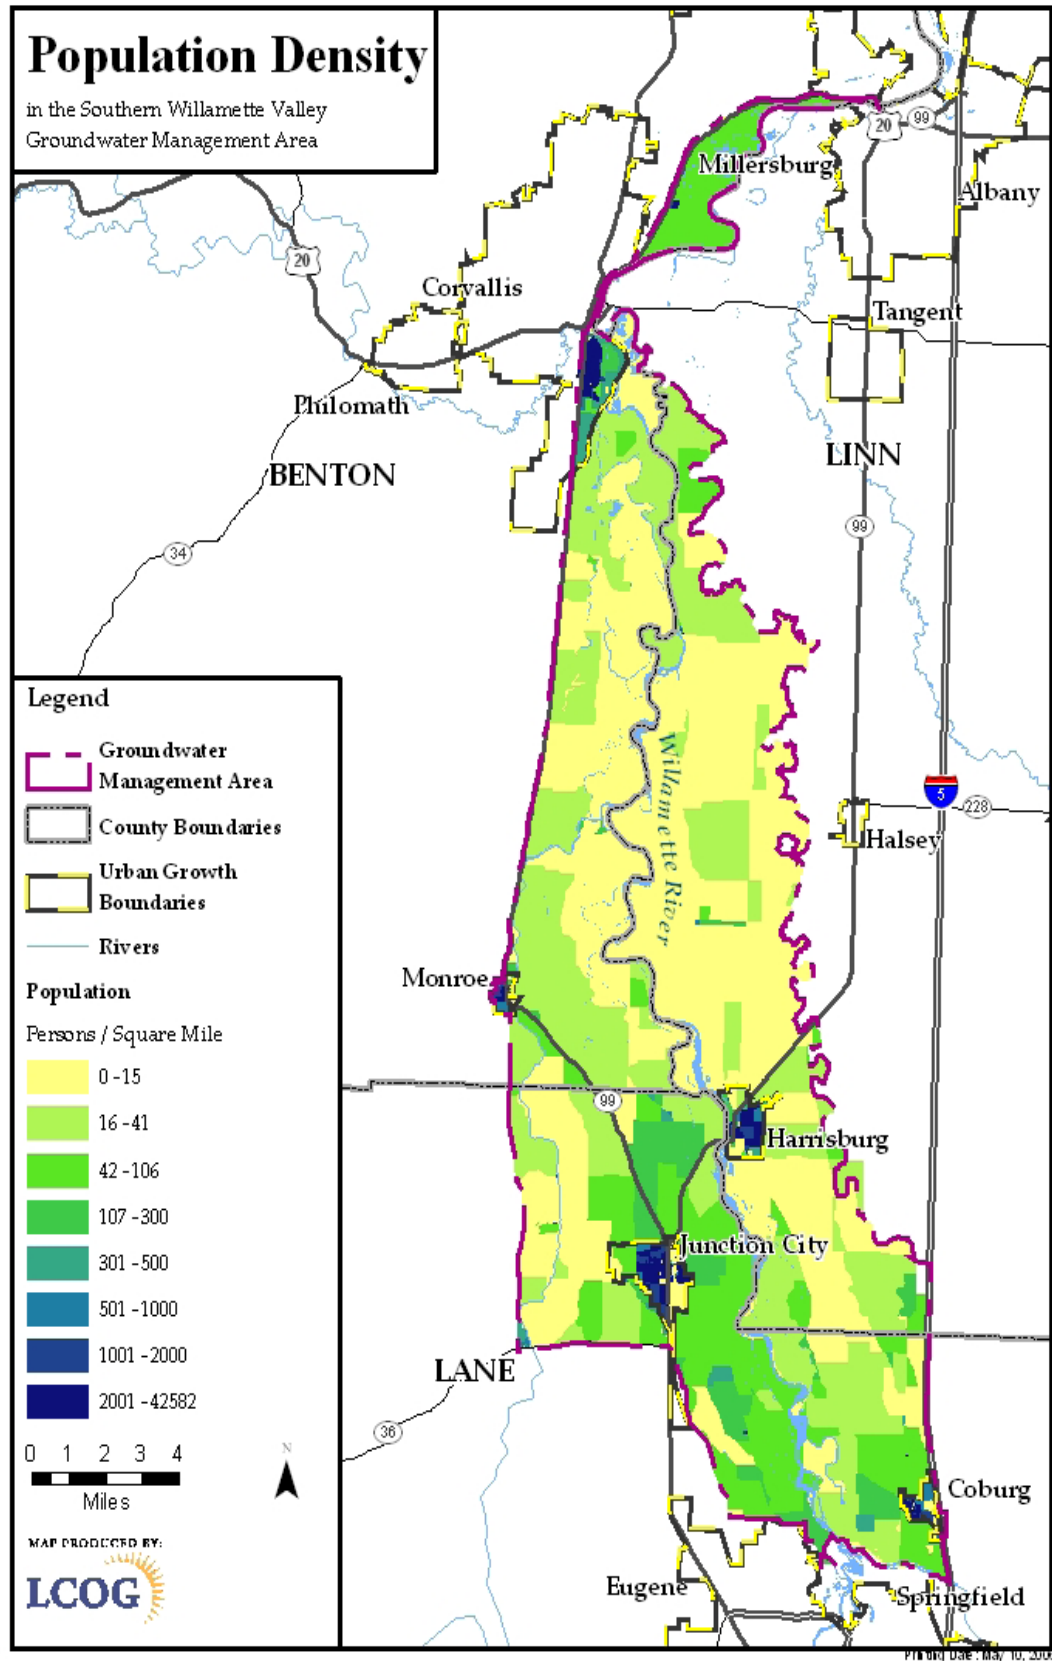 Population Density
in the Southern Willamette Valley
Groundwater Management Area
20
99
Millersburg
Albany
20
Corvallis
Tangent
Philomath
BENTON
LINN
99
34
Legend
Groundwater
Management Area
County Boundaries
Urban Growth
Boundaries
Rivers
Population
Persons / Square Mile
0 -15
16 -41
42 -106
107 -300
301 -500
501 -1000
1001 -2000
2001 -42582
0 1 2 3 4
Miles
N
MAP PRODUCED BY:
LCOG
Willamette River
5
228
Halsey
Monroe
99
Harrisburg
Junction City
LANE
36
Coburg
Eugene
Springfield
Printing Date: May 10,